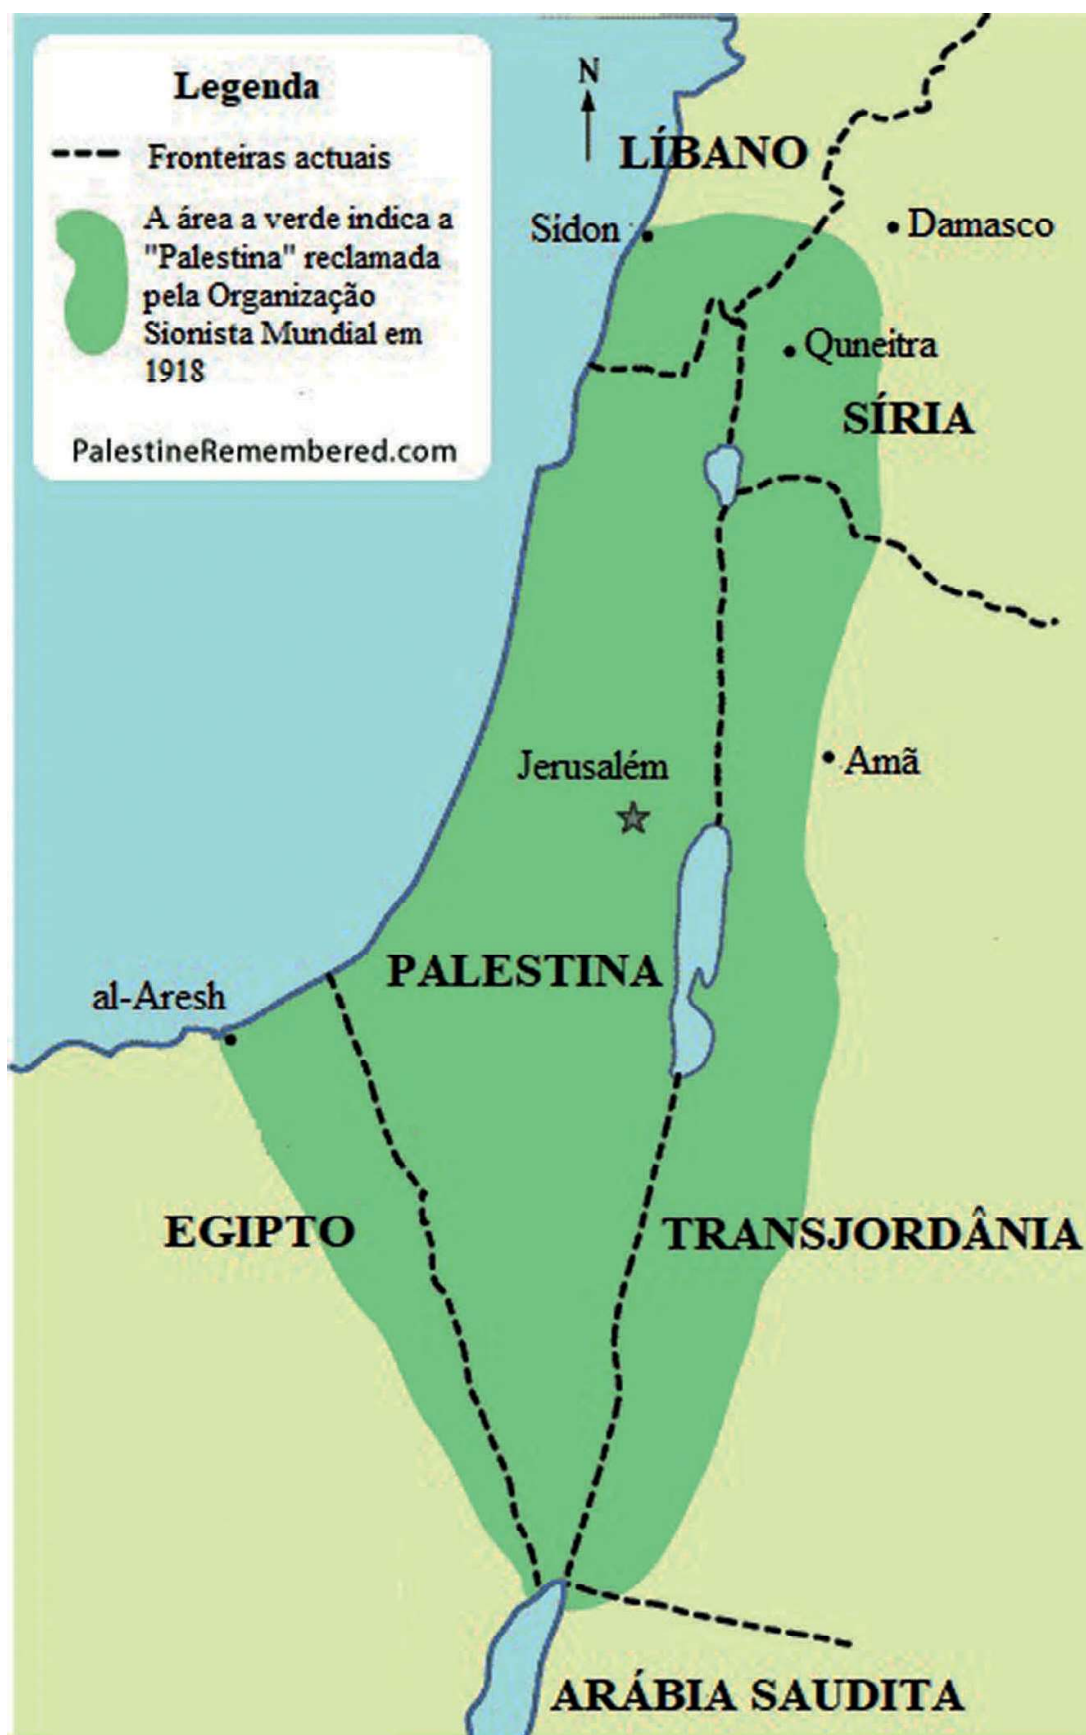 Legenda
Fronteiras actuais
A área a verde indica a
"Palestina" reclamada
pela Organização
Sionista Mundial em
1918
PalestineRemembered.com
N
LÍBANO
Sídon
Damasco
Quneitra
SÍRIA
Jerusalém
Amã
PALESTINA
al-Aresh
EGIPTO
TRANSJORDÂNIA
ARÁBIA SAUDITA